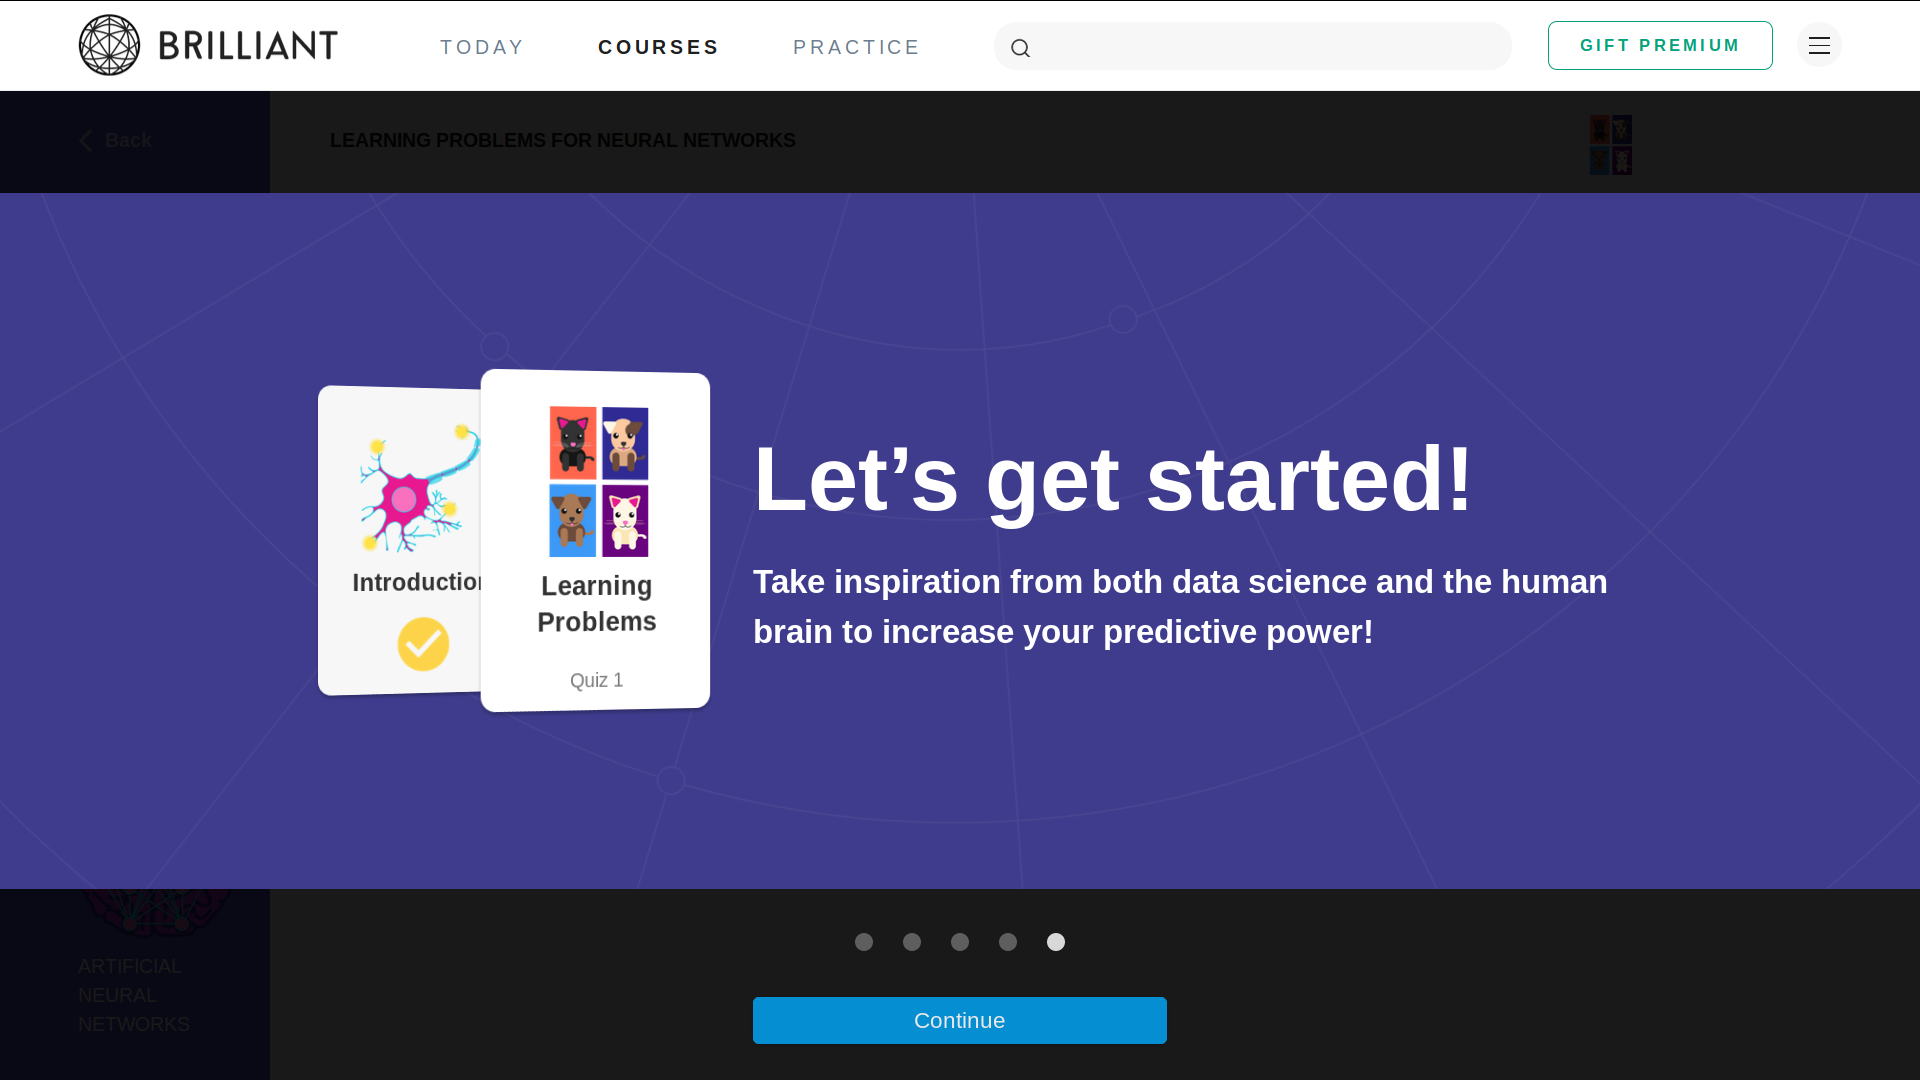 BRILLIANT
TODAY
COURSES
PRACTICE
GIFT PREMIUM
Back
LEARNING PROBLEMS FOR NEURAL NETWORKS
Introduction
Learning
Problems
Quiz 1
Let’s get started!
Take inspiration from both data science and the human
brain to increase your predictive power!
ARTIFICIAL
NEURAL
NETWORKS
Continue